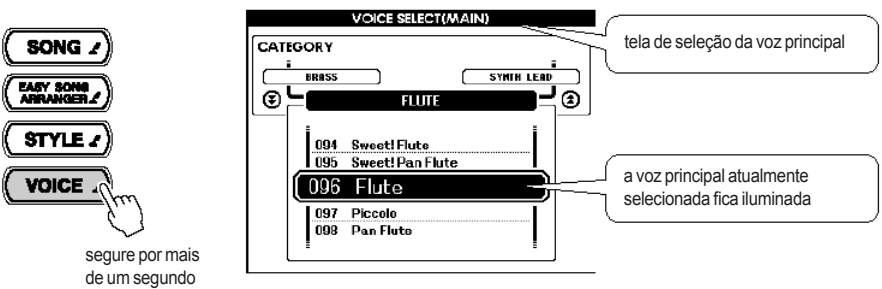 SONG
EASY SONG
ARRANGER
STYLE
VOICE
segure por mais
de um segundo
VOICE SELECT(MAIN)
CATEGORY
BRASS
SYNTH LEAD
FLUTE
094 Sweet! Flute
095 Sweet! Pan Flute
096 Flute
097 Piccolo
098 Pan Flute
tela de seleção da voz principal
a voz principal atualmente
selecionada fica iluminada